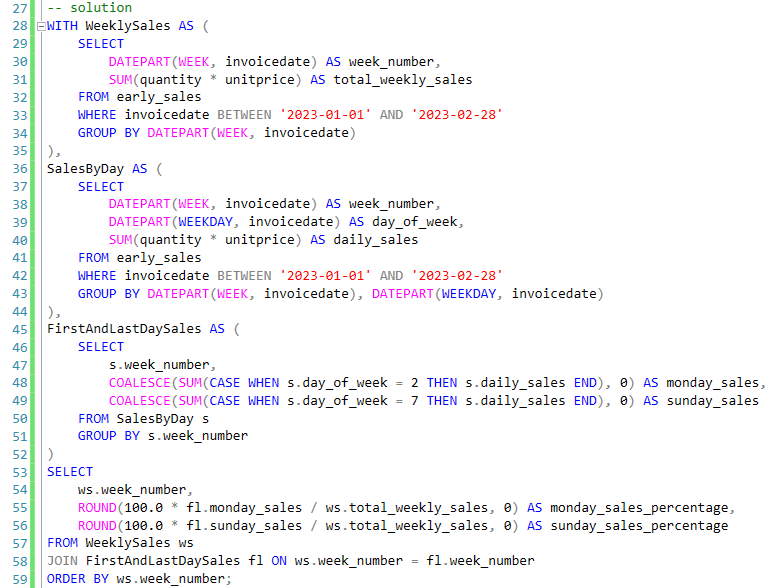 27 -- solution
28 WITH WeeklySales AS (
29     SELECT
30         DATEPART(WEEK, invoicedate) AS week_number,
31         SUM(quantity * unitprice) AS total_weekly_sales
32     FROM early_sales
33     WHERE invoicedate BETWEEN '2023-01-01' AND '2023-02-28'
34     GROUP BY DATEPART(WEEK, invoicedate)
35 ),
36 SalesByDay AS (
37     SELECT
38         DATEPART(WEEK, invoicedate) AS week_number,
39         DATEPART(WEEKDAY, invoicedate) AS day_of_week,
40         SUM(quantity * unitprice) AS daily_sales
41     FROM early_sales
42     WHERE invoicedate BETWEEN '2023-01-01' AND '2023-02-28'
43     GROUP BY DATEPART(WEEK, invoicedate), DATEPART(WEEKDAY, invoicedate)
44 ),
45 FirstAndLastDaySales AS (
46     SELECT
47         s.week_number,
48         COALESCE(SUM(CASE WHEN s.day_of_week = 2 THEN s.daily_sales END), 0) AS monday_sales,
49         COALESCE(SUM(CASE WHEN s.day_of_week = 7 THEN s.daily_sales END), 0) AS sunday_sales
50     FROM SalesByDay s
51     GROUP BY s.week_number
52 )
53 SELECT
54     ws.week_number,
55     ROUND(100.0 * fl.monday_sales / ws.total_weekly_sales, 0) AS monday_sales_percentage,
56     ROUND(100.0 * fl.sunday_sales / ws.total_weekly_sales, 0) AS sunday_sales_percentage
57 FROM WeeklySales ws
58 JOIN FirstAndLastDaySales fl ON ws.week_number = fl.week_number
59 ORDER BY ws.week_number;